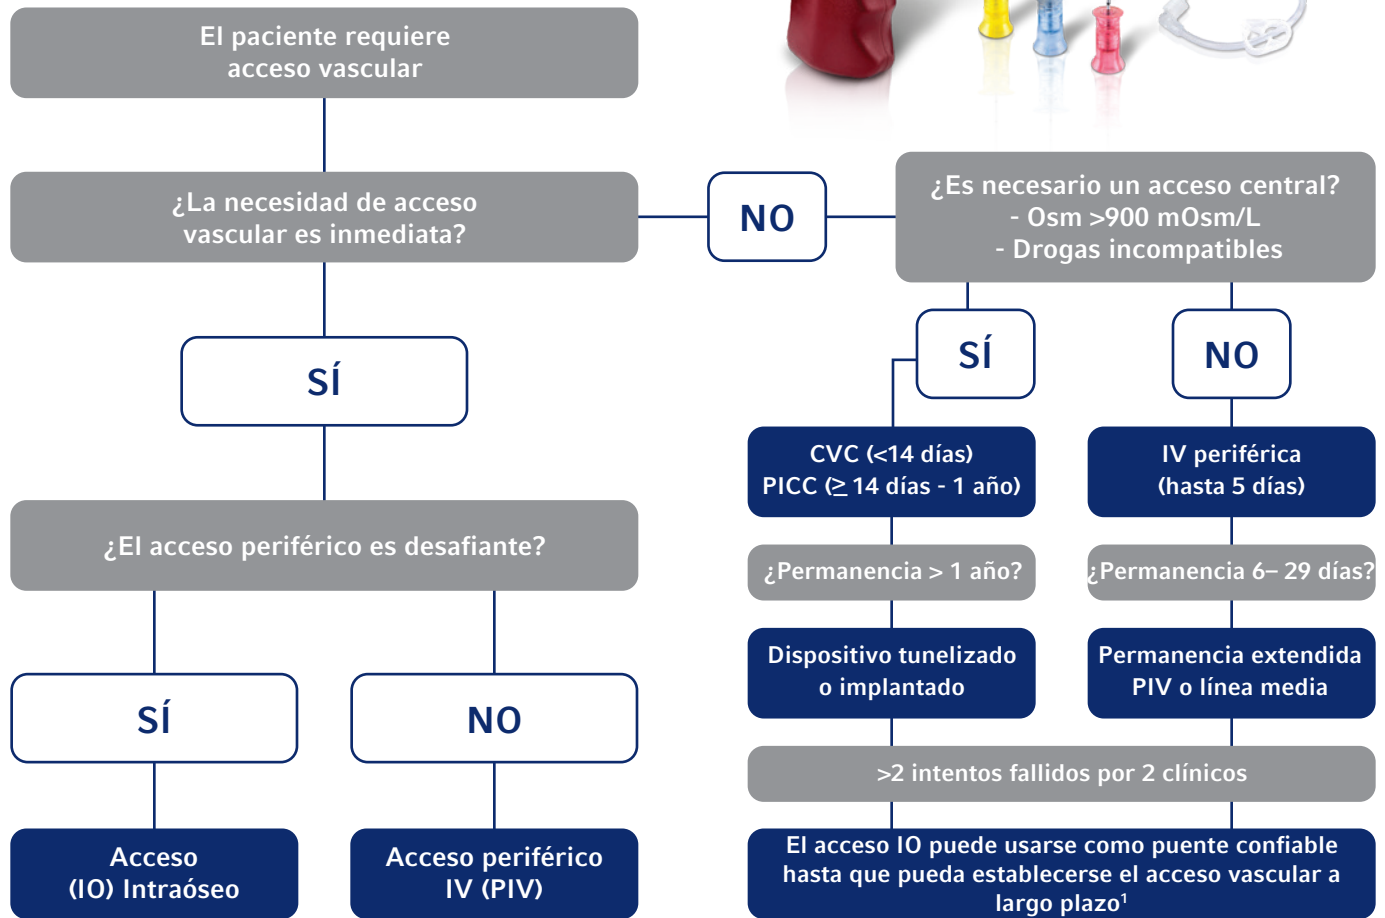 El paciente requiere
acceso vascular
¿La necesidad de acceso
vascular es inmediata?
NO
¿Es necesario un acceso central?
- Osm >900 mOsm/L
- Drogas incompatibles
SÍ
SÍ
NO
CVC (<14 días)
PICC (≥ 14 días - 1 año)
IV periférica
(hasta 5 días)
¿El acceso periférico es desafiante?
¿Permanencia > 1 año?
¿Permanencia 6– 29 días?
Dispositivo tunelizado
o implantado
Permanencia extendida
PIV o línea media
SÍ
NO
>2 intentos fallidos por 2 clínicos
Acceso
(IO) Intraóseo
Acceso periférico
IV (PIV)
El acceso IO puede usarse como puente confiable
hasta que pueda establecerse el acceso vascular a
largo plazo¹